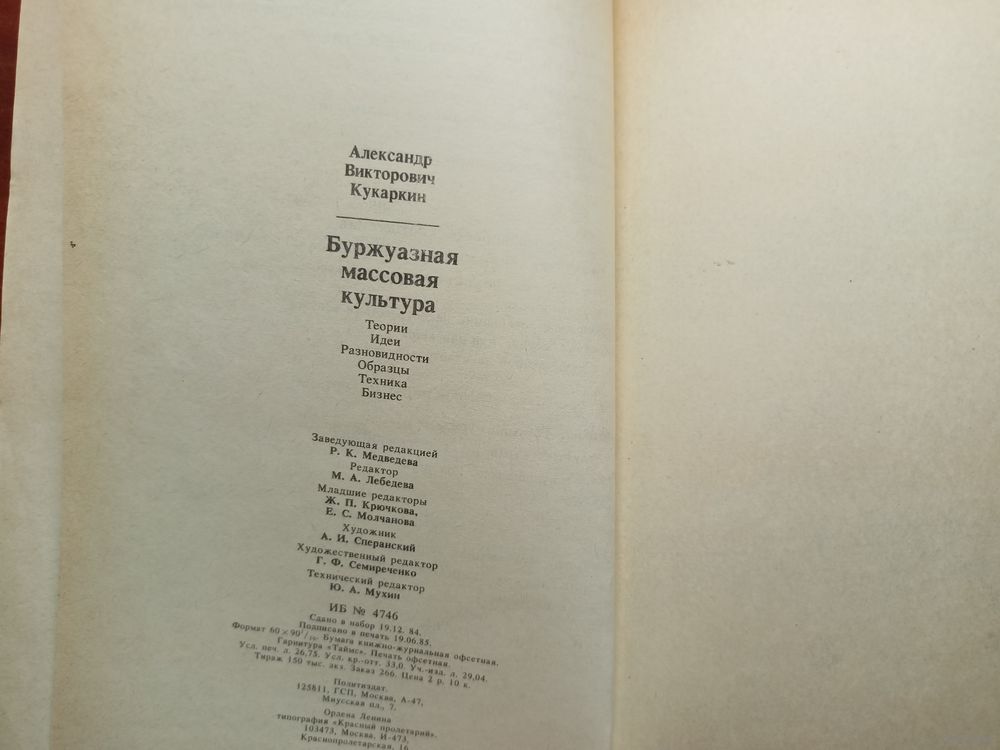 Александр
Викторович
Кукаркин
Буржуазная
массовая
культура
Теории
Идеи
Разновидности
Образцы
Техника
Бизнес
Заведующая редакцией
Р. К. Медведева
Редактор
М. А. Лебедева
Младшие редакторы
Ж. П. Крючкова,
Е. С. Молчанова
Художник
А. И. Сперанский
Художественный редактор
Г. Ф. Семиреченко
Технический редактор
Ю. А. Мухин
ИБ № 4746
Сдано в набор 19.12. 84.
Подписано в печать 19.06.85.
Формат 60×90¹/₁₆. Бумага книжно-журнальная офсетная.
Гарнитура «Таймс». Печать офсетная.
Усл. печ л. 26,75. Усл. кр.-отт. 33,0. Уч.-изд. л. 29,04.
Тираж 150 тыс. экз. Заказ 266. Цена 2 р. 10 к.
Политиздат.
125811, ГСП, Москва, А-47,
Миусская пл., 7.
Ордена Ленина
типография «Красный пролетарий».
103473, Москва, И-473,
Краснопролетарская, 16